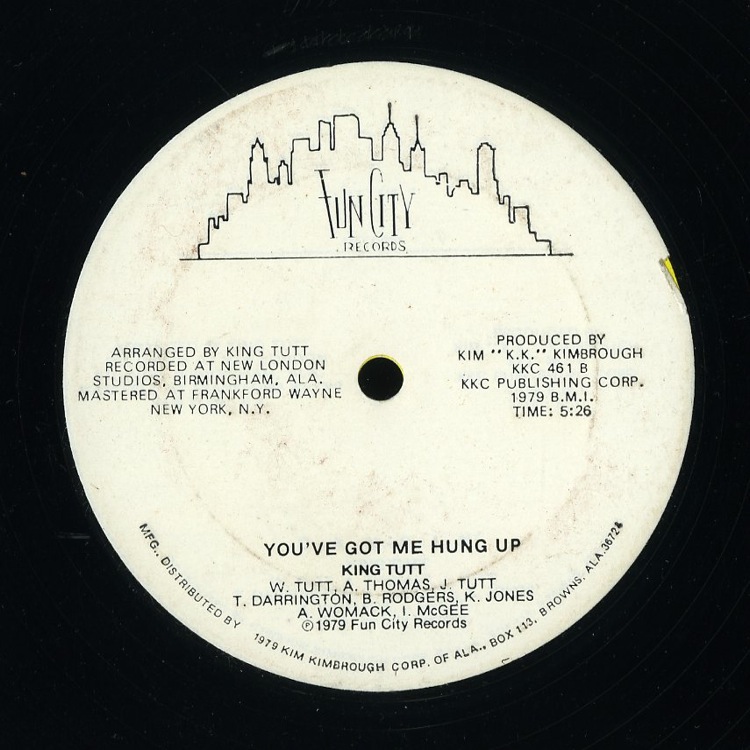 FUN CITY
RECORDS
ARRANGED BY KING TUTT
RECORDED AT NEW LONDON
STUDIOS, BIRMINGHAM, ALA.
MASTERED AT FRANKFORD WAYNE
NEW YORK, N.Y.
PRODUCED BY
KIM "K.K." KIMBROUGH
KKC 461 B
KKC PUBLISHING CORP.
1979 B.M.I.
TIME: 5:26
YOU'VE GOT ME HUNG UP
KING TUTT
W. TUTT, A. THOMAS, J. TUTT
T. DARRINGTON, B. RODGERS, K. JONES
A. WOMACK, I. McGEE
Ⓟ1979 Fun City Records
MFG., DISTRIBUTED BY 1979 KIM KIMBROUGH CORP. OF ALA., BOX 113, BROWNS, ALA. 36724